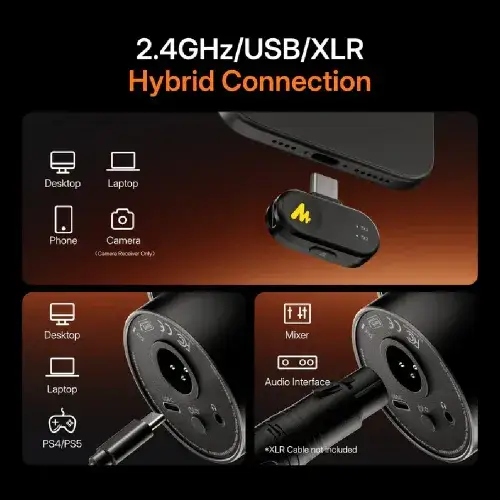 2.4GHz/USB/XLR
Hybrid Connection
Desktop
Laptop
Phone
Camera
(Camera Receiver Only)
Desktop
Laptop
PS4/PS5
Mixer
Audio Interface
*XLR Cable not included